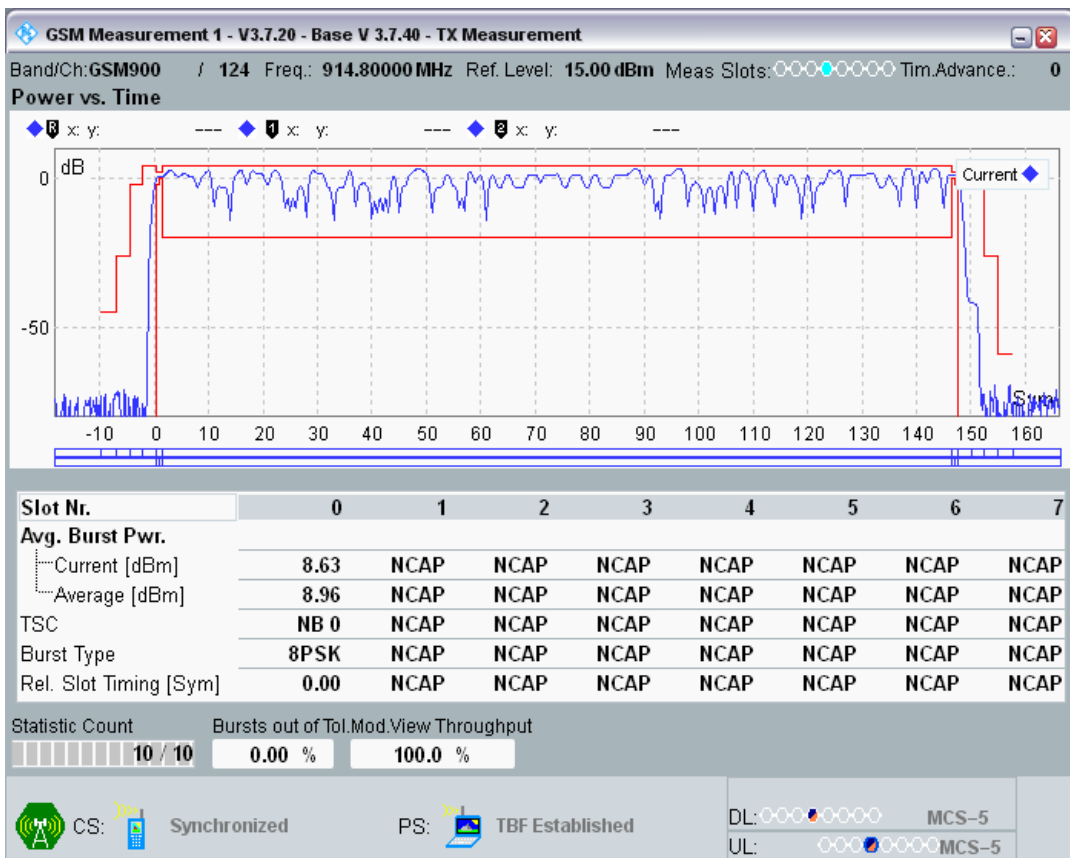 GSM Measurement 1 - V3.7.20 - Base V 3.7.40 - TX Measurement
Band/Ch:GSM900 / 124 Freq.: 914.80000 MHz Ref. Level: 15.00 dBm Meas Slots: Tim.Advance.: 0
Power vs. Time
R x: y: --- 1 x: y: --- 2 x: y: ---
dB
Current
0
-50
Sym
-10 0 10 20 30 40 50 60 70 80 90 100 110 120 130 140 150 160
Slot Nr. 0 1 2 3 4 5 6 7
Avg. Burst Pwr.
Current [dBm] 8.63 NCAP NCAP NCAP NCAP NCAP NCAP NCAP
Average [dBm] 8.96 NCAP NCAP NCAP NCAP NCAP NCAP NCAP
TSC NB 0 NCAP NCAP NCAP NCAP NCAP NCAP NCAP
Burst Type 8PSK NCAP NCAP NCAP NCAP NCAP NCAP NCAP
Rel. Slot Timing [Sym] 0.00 NCAP NCAP NCAP NCAP NCAP NCAP NCAP
Statistic Count Bursts out of Tol.Mod.View Throughput
10 / 10 0.00 % 100.0 %
CS: Synchronized PS: TBF Established
DL: MCS-5
UL: MCS-5